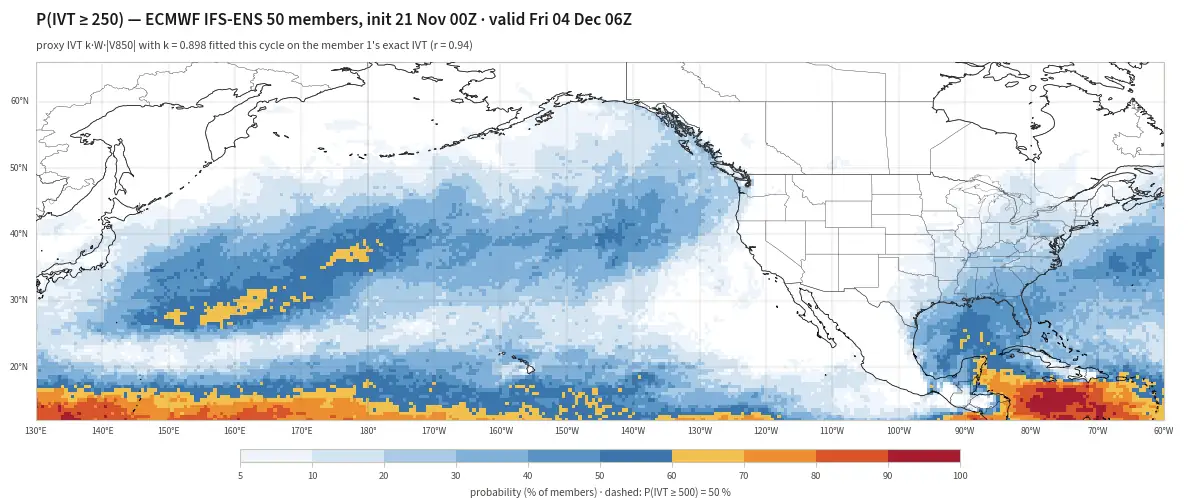 P(IVT ≥ 250) — ECMWF IFS-ENS 50 members, init 21 Nov 00Z · valid Fri 04 Dec 06Z
proxy IVT k·W·|V850| with k = 0.898 fitted this cycle on the member 1's exact IVT (r = 0.94)
60°N
50°N
40°N
30°N
20°N
130°E 140°E 150°E 160°E 170°E 180° 170°W 160°W 150°W 140°W 130°W 120°W 110°W 100°W 90°W 80°W 70°W 60°W
5 10 20 30 40 50 60 70 80 90 100
probability (% of members) · dashed: P(IVT ≥ 500) = 50 %